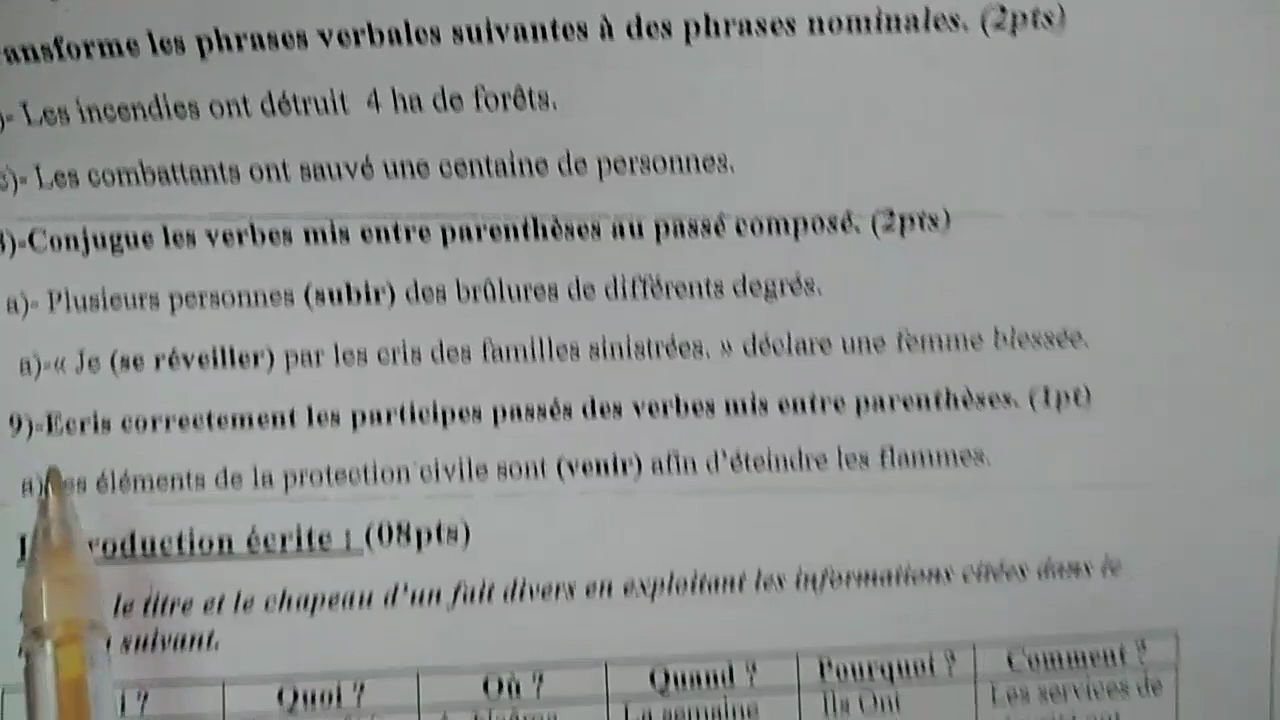 ansforme les phrases verbales suivantes à des phrases nominales. (2pts)
)- Les incendies ont détruit 4 ha de forêts.
)- Les combattants ont sauvé une centaine de personnes.
)-Conjugue les verbes mis entre parenthèses au passé composé. (2pts)
a)- Plusieurs personnes (subir) des brûlures de différents degrés.
a)-« Je (se réveiller) par les cris des familles sinistrées. » déclare une femme blessée.
9)-Ecris correctement les participes passés des verbes mis entre parenthèses. (1pt)
a) es éléments de la protection civile sont (venir) afin d'éteindre les flammes.
roduction écrite : (08pts)
le titre et le chapeau d'un fait divers en exploitant les informations citées dans le
suivant.
i ? Quoi ? Où ? Quand ? Pourquoi ? Comment ?
La semaine Ils Ont Les services de